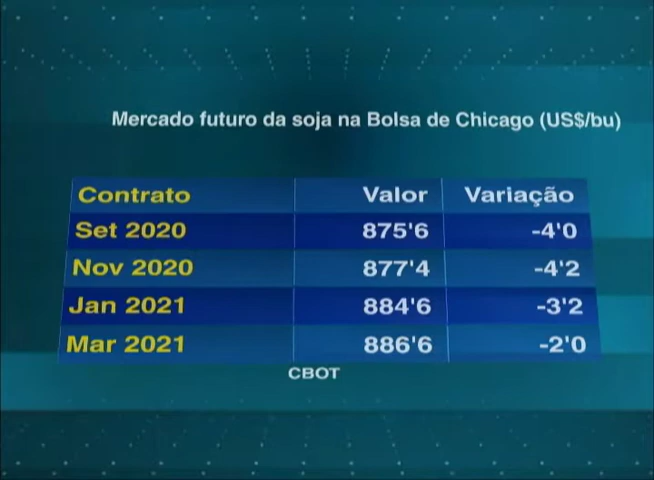 Mercado futuro da soja na Bolsa de Chicago (US$/bu)
Contrato Valor Variação
Set 2020 875'6 -4'0
Nov 2020 877'4 -4'2
Jan 2021 884'6 -3'2
Mar 2021 886'6 -2'0
CBOT